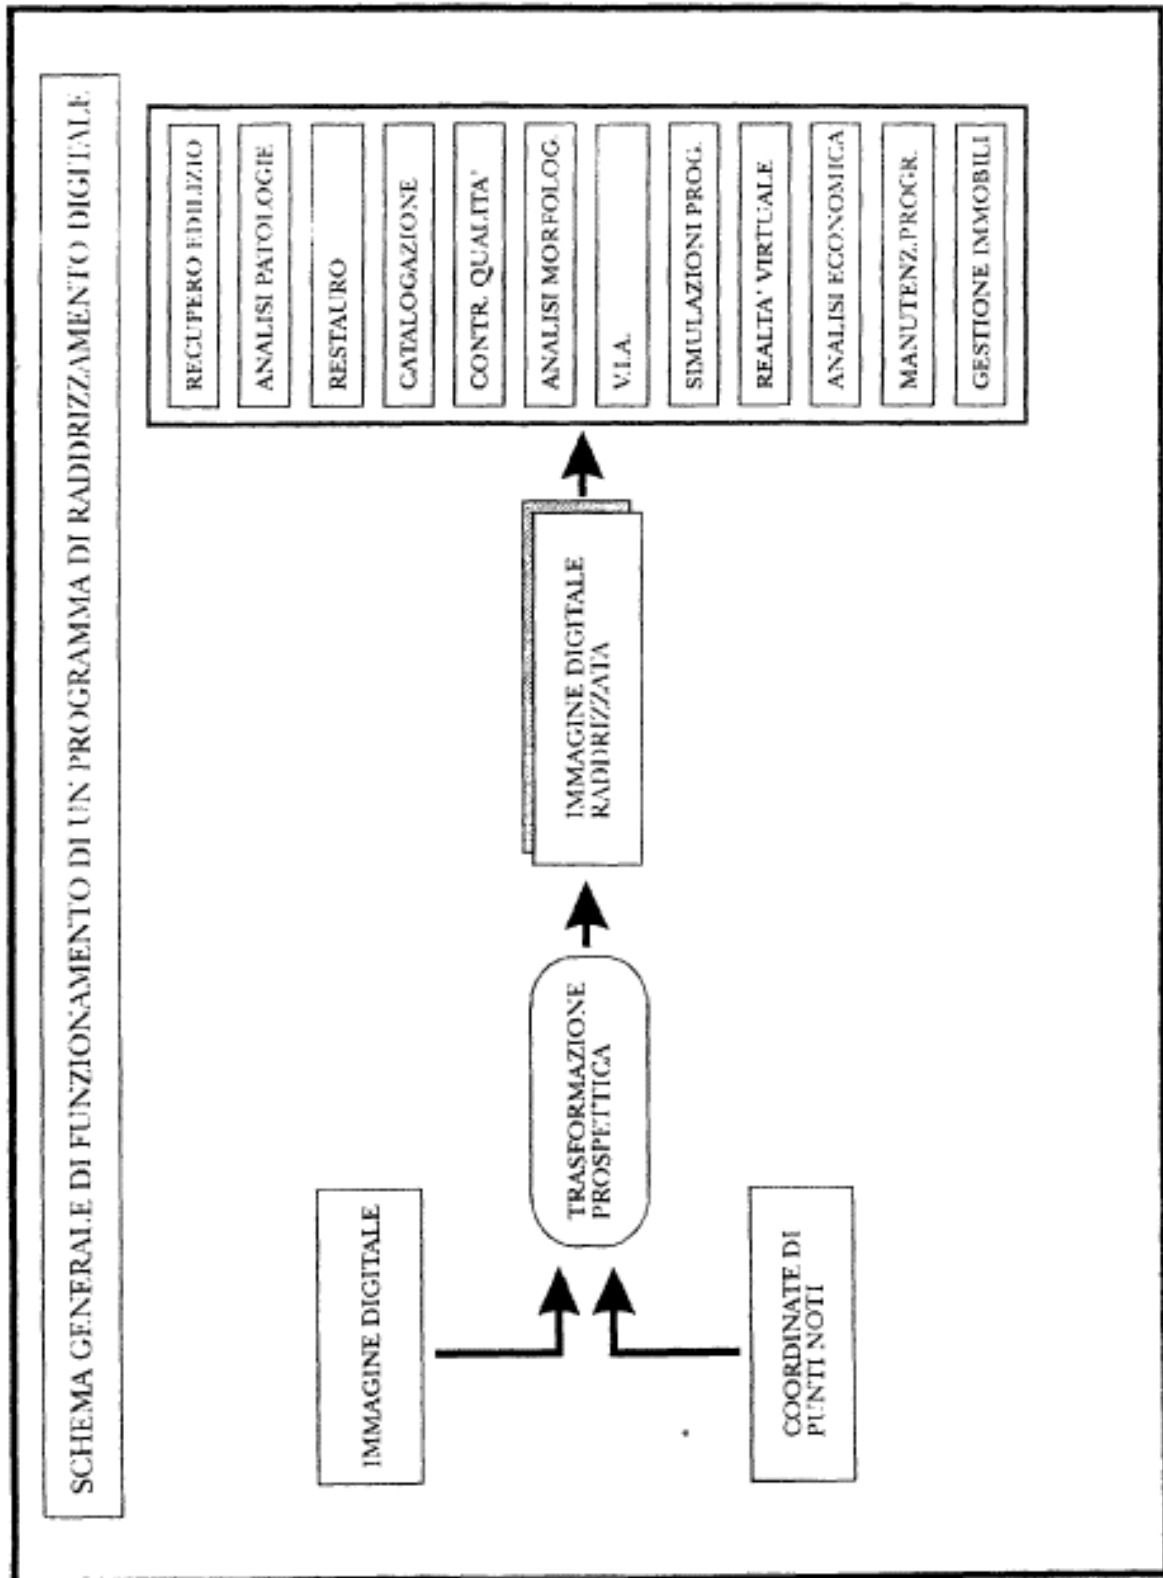 SCHEMA GENERALE DI FUNZIONAMENTO DI UN PROGRAMMA DI RADDRIZZAMENTO DIGITALE
IMMAGINE DIGITALE
COORDINATE DI
PUNTI NOTI
TRASFORMAZIONE
PROSPETTICA
IMMAGINE DIGITALE
RADDRIZZATA
RECUPERO EDILIZIO
ANALISI PATOLOGIE
RESTAURO
CATALOGAZIONE
CONTR. QUALITA'
ANALISI MORFOLOG.
V.I.A.
SIMULAZIONI PROG.
REALTA' VIRTUALE
ANALISI ECONOMICA
MANUTENZ.PROGR.
GESTIONE IMMOBILI